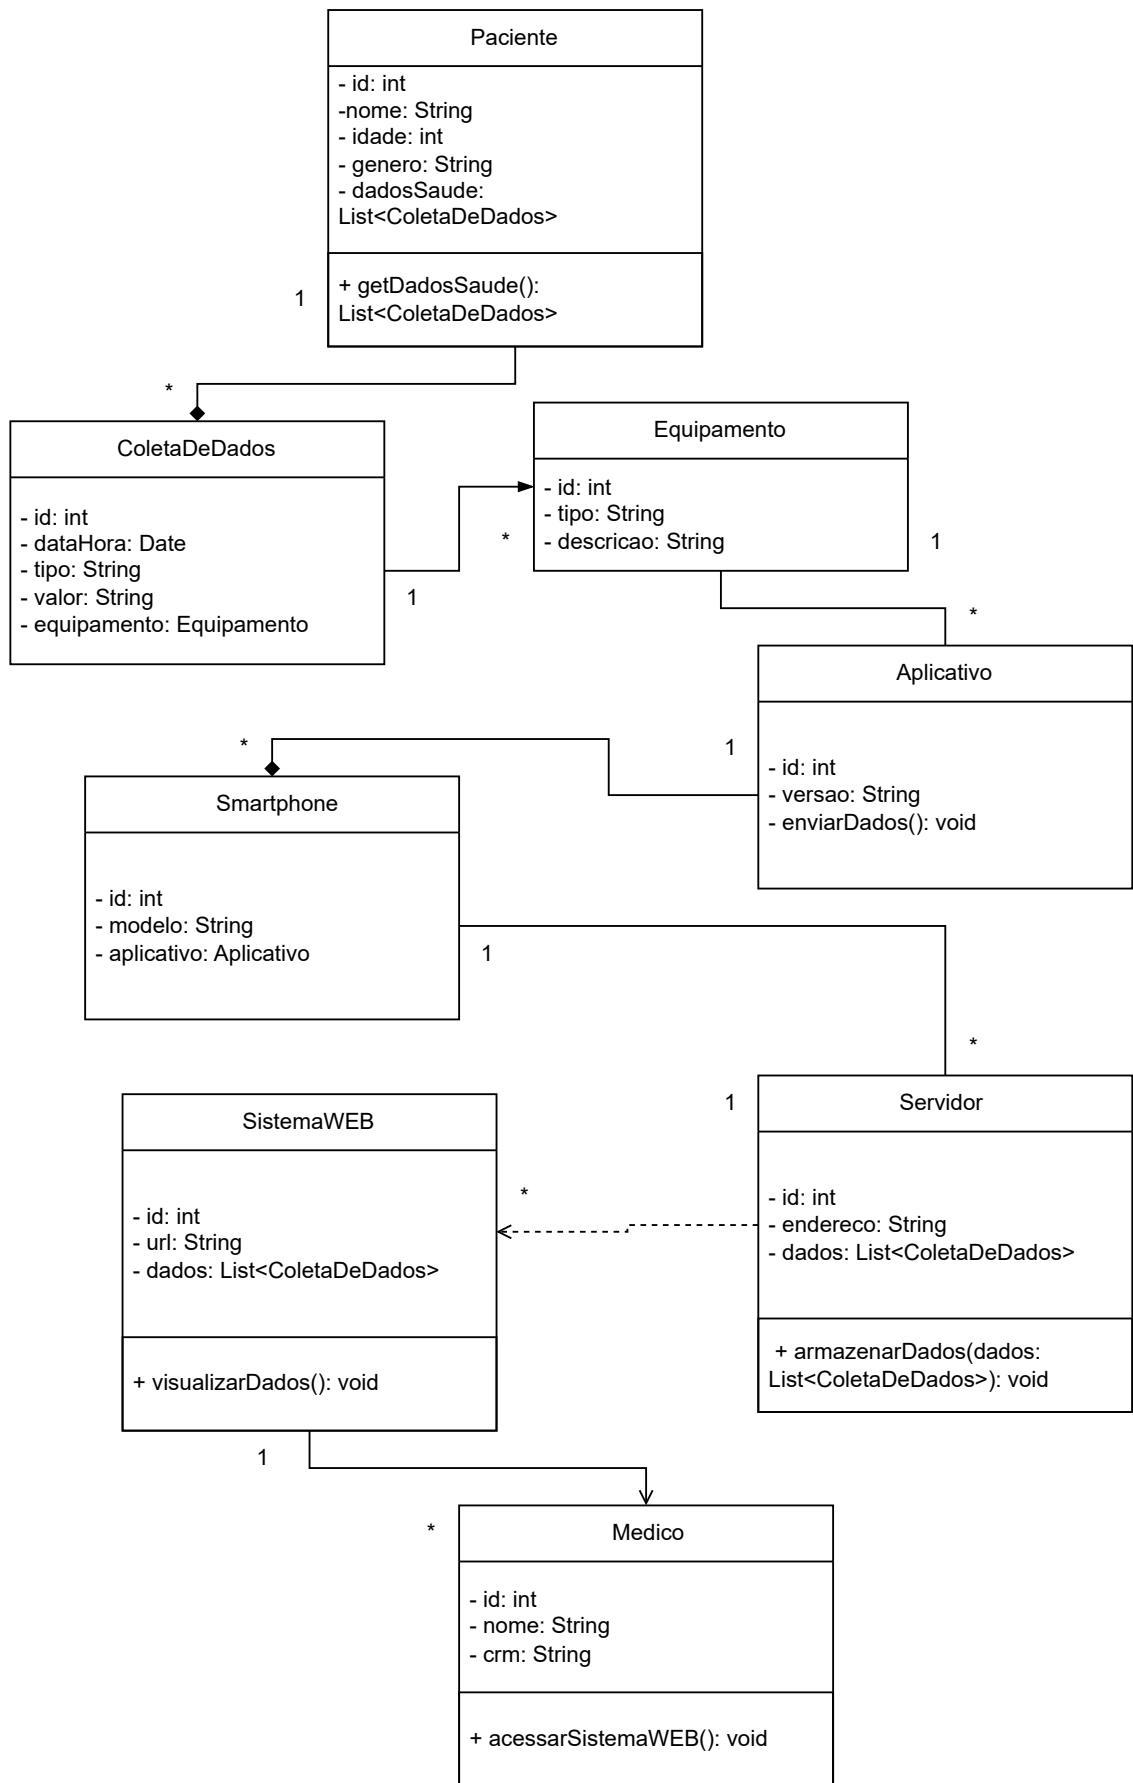 Paciente
- id: int
-nome: String
- idade: int
- genero: String
- dadosSaude:
List<ColetaDeDados>
+ getDadosSaude():
List<ColetaDeDados>
1
*
ColetaDeDados
- id: int
- dataHora: Date
- tipo: String
- valor: String
- equipamento: Equipamento
1
*
Equipamento
- id: int
- tipo: String
- descricao: String
1
*
Aplicativo
- id: int
- versao: String
- enviarDados(): void
1
*
Smartphone
- id: int
- modelo: String
- aplicativo: Aplicativo
1
*
Servidor
- id: int
- endereco: String
- dados: List<ColetaDeDados>
+ armazenarDados(dados:
List<ColetaDeDados>): void
1
*
SistemaWEB
- id: int
- url: String
- dados: List<ColetaDeDados>
+ visualizarDados(): void
1
*
Medico
- id: int
- nome: String
- crm: String
+ acessarSistemaWEB(): void